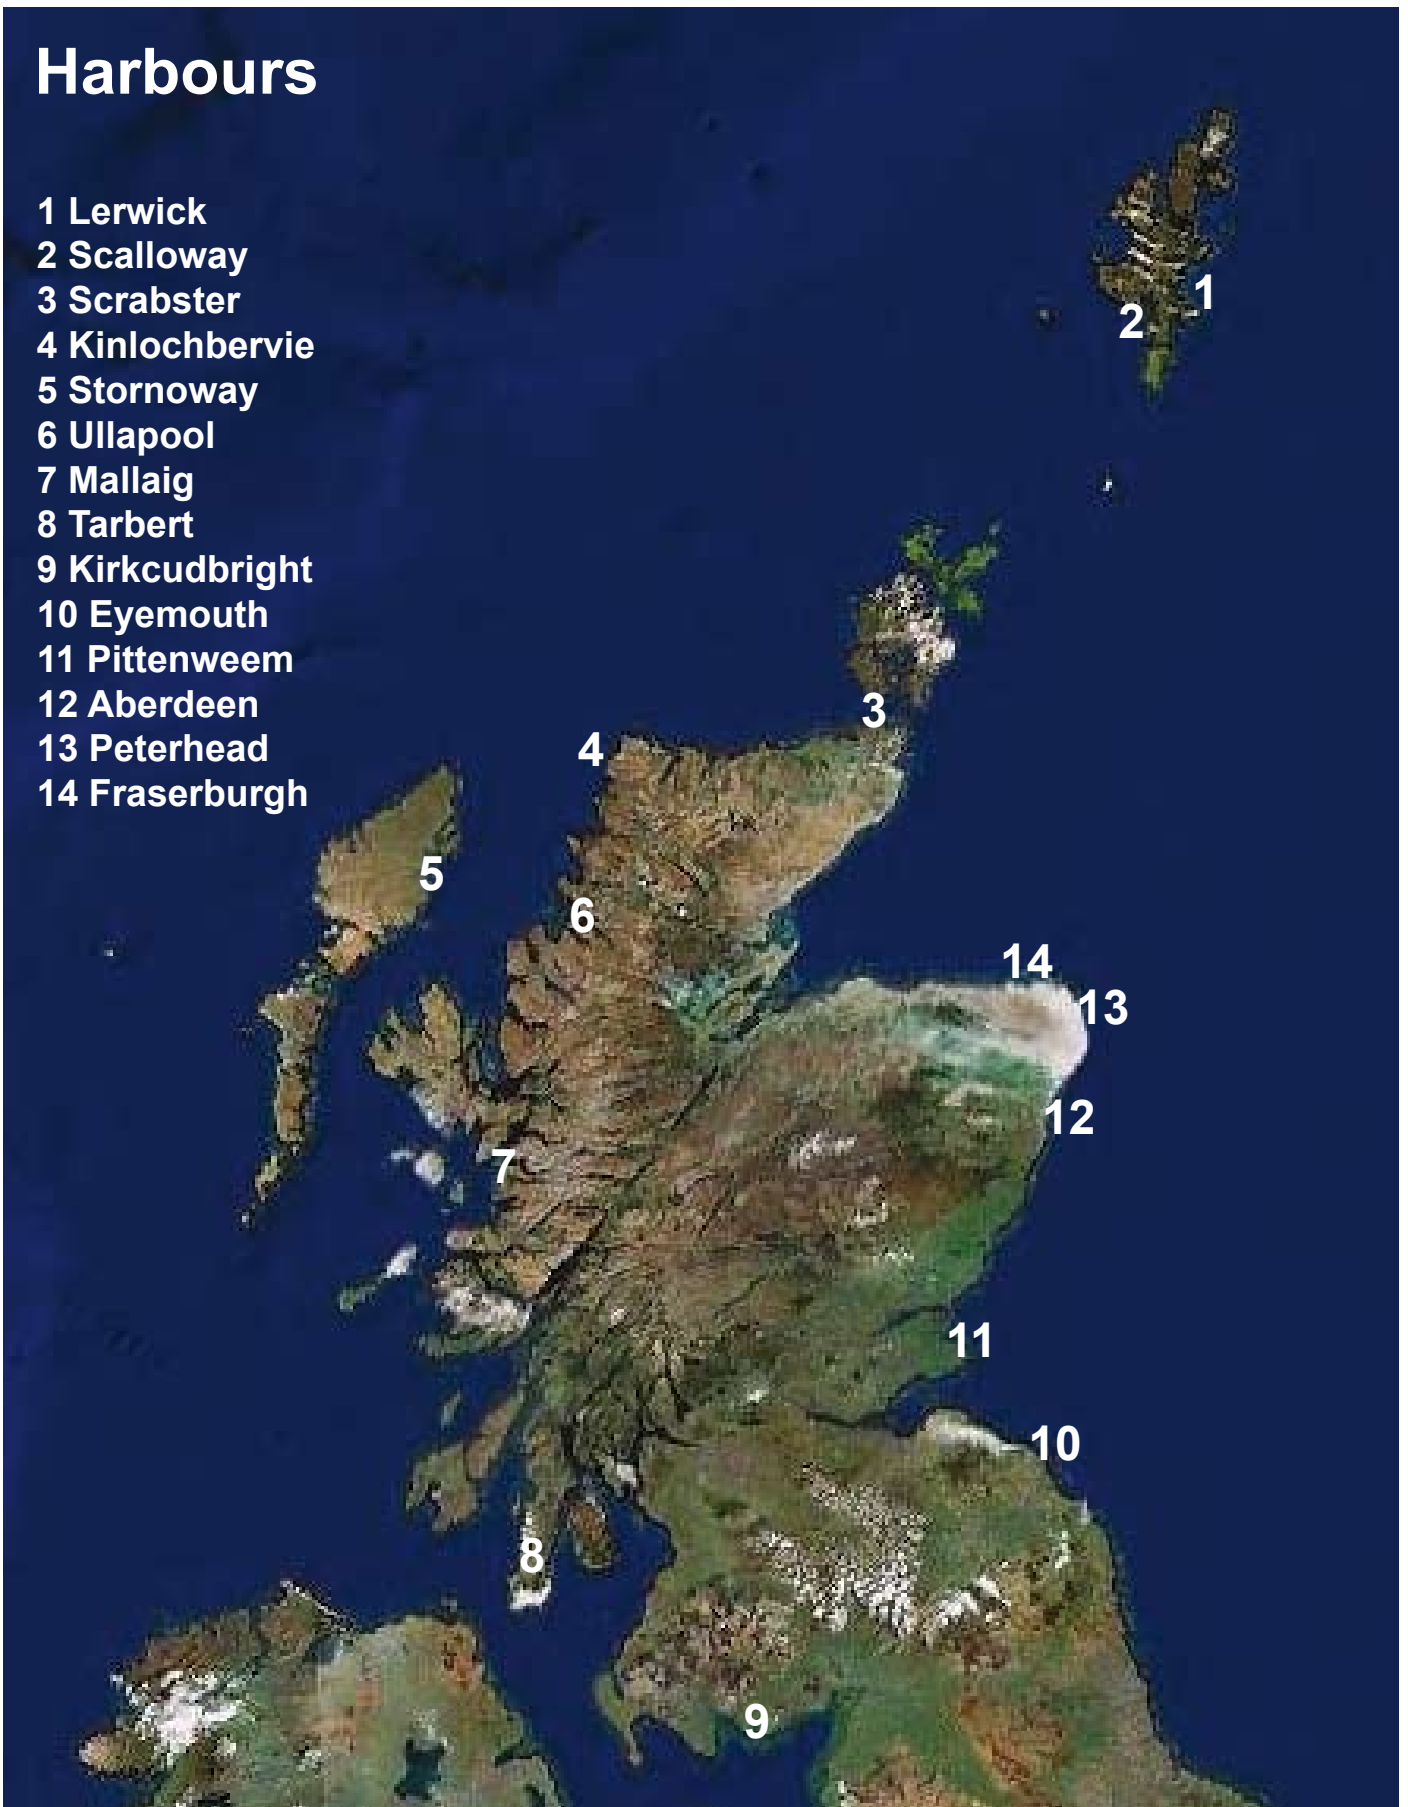 Harbours
1 Lerwick
2 Scalloway
3 Scrabster
4 Kinlochbervie
5 Stornoway
6 Ullapool
7 Mallaig
8 Tarbert
9 Kirkcudbright
10 Eyemouth
11 Pittenweem
12 Aberdeen
13 Peterhead
14 Fraserburgh
1
2
3
4
5
6
14
13
12
7
11
10
8
9